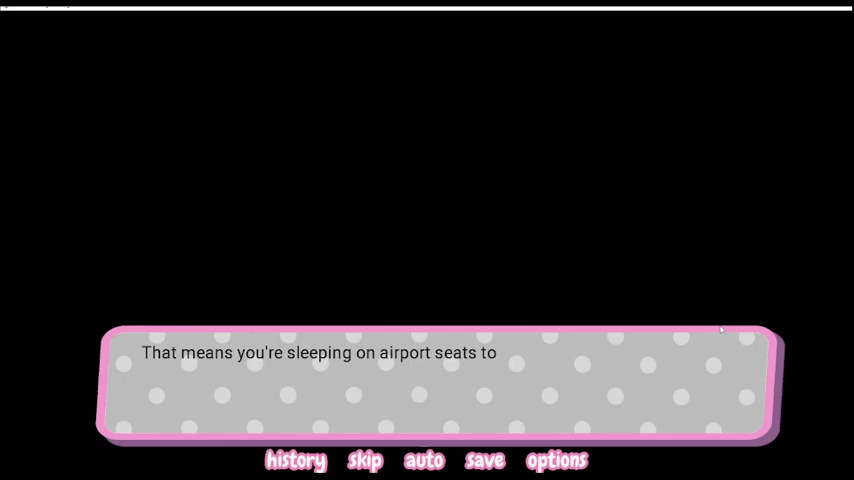 That means you're sleeping on airport seats to
history skip auto save options